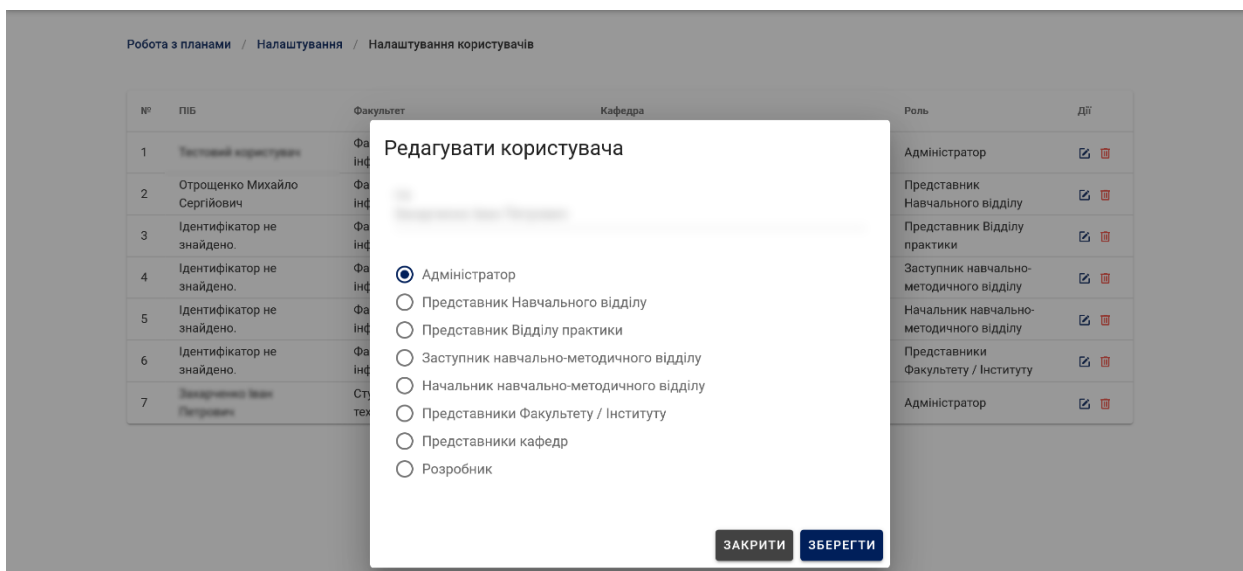 Робота з планами / Налаштування / Налаштування користувачів
№ ПІБ Факультет Кафедра Роль Дії
1
Адміністратор
2 Отрощенко Михайло
Сергійович
Представник
Навчального відділу
3 Ідентифікатор не
знайдено.
Представник Відділу
практики
4 Ідентифікатор не
знайдено.
Заступник навчально-
методичного відділу
5 Ідентифікатор не
знайдено.
Начальник навчально-
методичного відділу
6 Ідентифікатор не
знайдено.
Представники
Факультету / Інституту
7
Адміністратор
Редагувати користувача
Адміністратор
Представник Навчального відділу
Представник Відділу практики
Заступник навчально-методичного відділу
Начальник навчально-методичного відділу
Представники Факультету / Інституту
Представники кафедр
Розробник
ЗАКРИТИ ЗБЕРЕГТИ